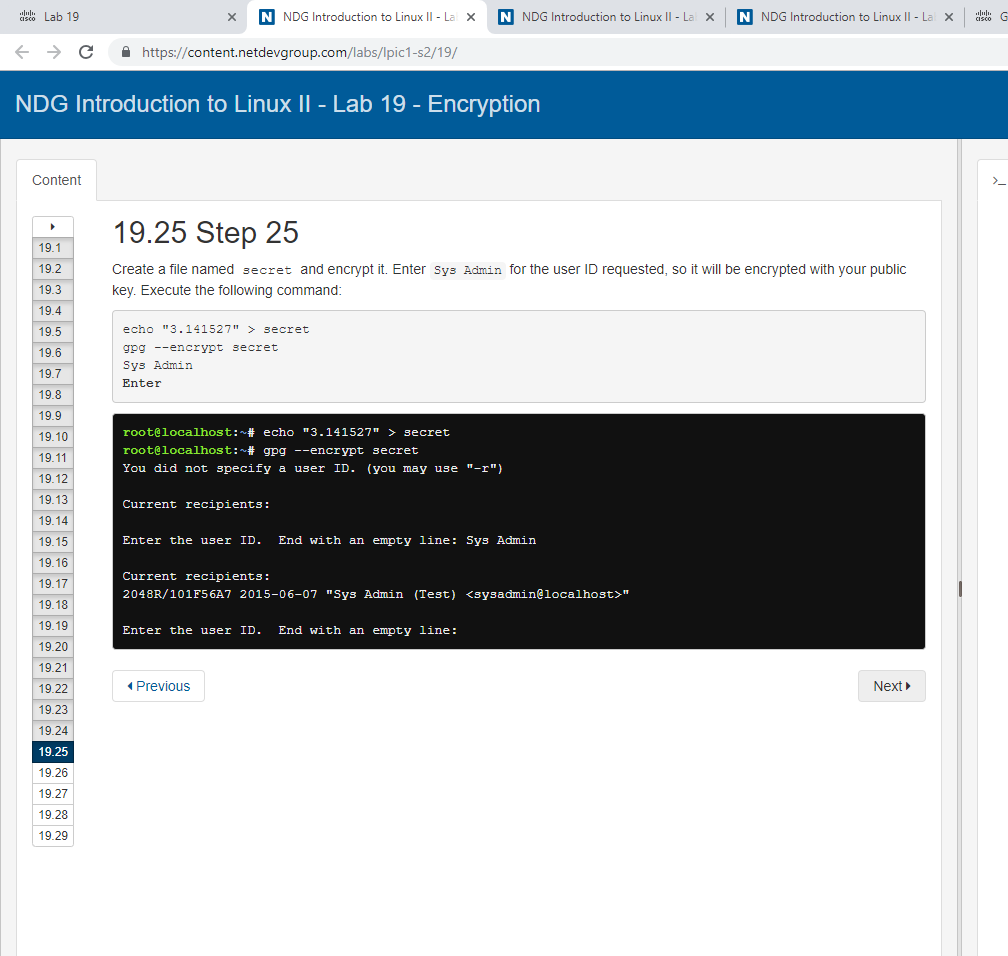 Lab 19
NDG Introduction to Linux II - La
NDG Introduction to Linux II - La
NDG Introduction to Linux II - La
cisco
cisco
G
https://content.netdevgroup.com/labs/lpic1-s2/19/
NDG Introduction to Linux II - Lab 19 - Encryption
Content
>_
19.1
19.2
19.3
19.4
19.5
19.6
19.7
19.8
19.9
19.10
19.11
19.12
19.13
19.14
19.15
19.16
19.17
19.18
19.19
19.20
19.21
19.22
19.23
19.24
19.25
19.26
19.27
19.28
19.29
19.25 Step 25
Create a file named secret and encrypt it. Enter Sys Admin for the user ID requested, so it will be encrypted with your public
key. Execute the following command:
echo "3.141527" > secret
gpg --encrypt secret
Sys Admin
Enter
root@localhost:~# echo "3.141527" > secret
root@localhost:~# gpg --encrypt secret
You did not specify a user ID. (you may use "-r")
Current recipients:
Enter the user ID.  End with an empty line: Sys Admin
Current recipients:
2048R/101F56A7 2015-06-07 "Sys Admin (Test) <sysadmin@localhost>"
Enter the user ID.  End with an empty line:
Previous
Next